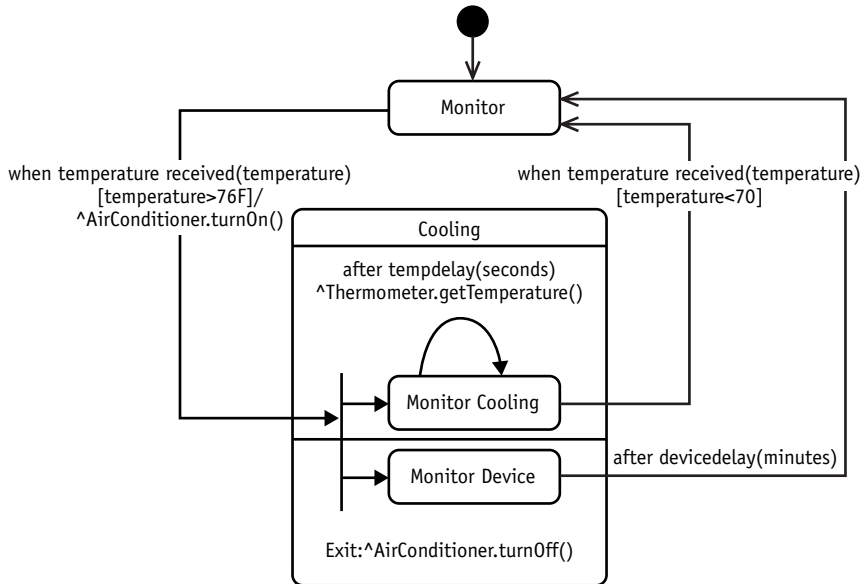 Monitor
when temperature received(temperature)
[temperature>76F]/
^AirConditioner.turnOn()
when temperature received(temperature)
[temperature<70]
Cooling
after tempdelay(seconds)
^Thermometer.getTemperature()
Monitor Cooling
Monitor Device
after devicedelay(minutes)
Exit:^AirConditioner.turnOff()